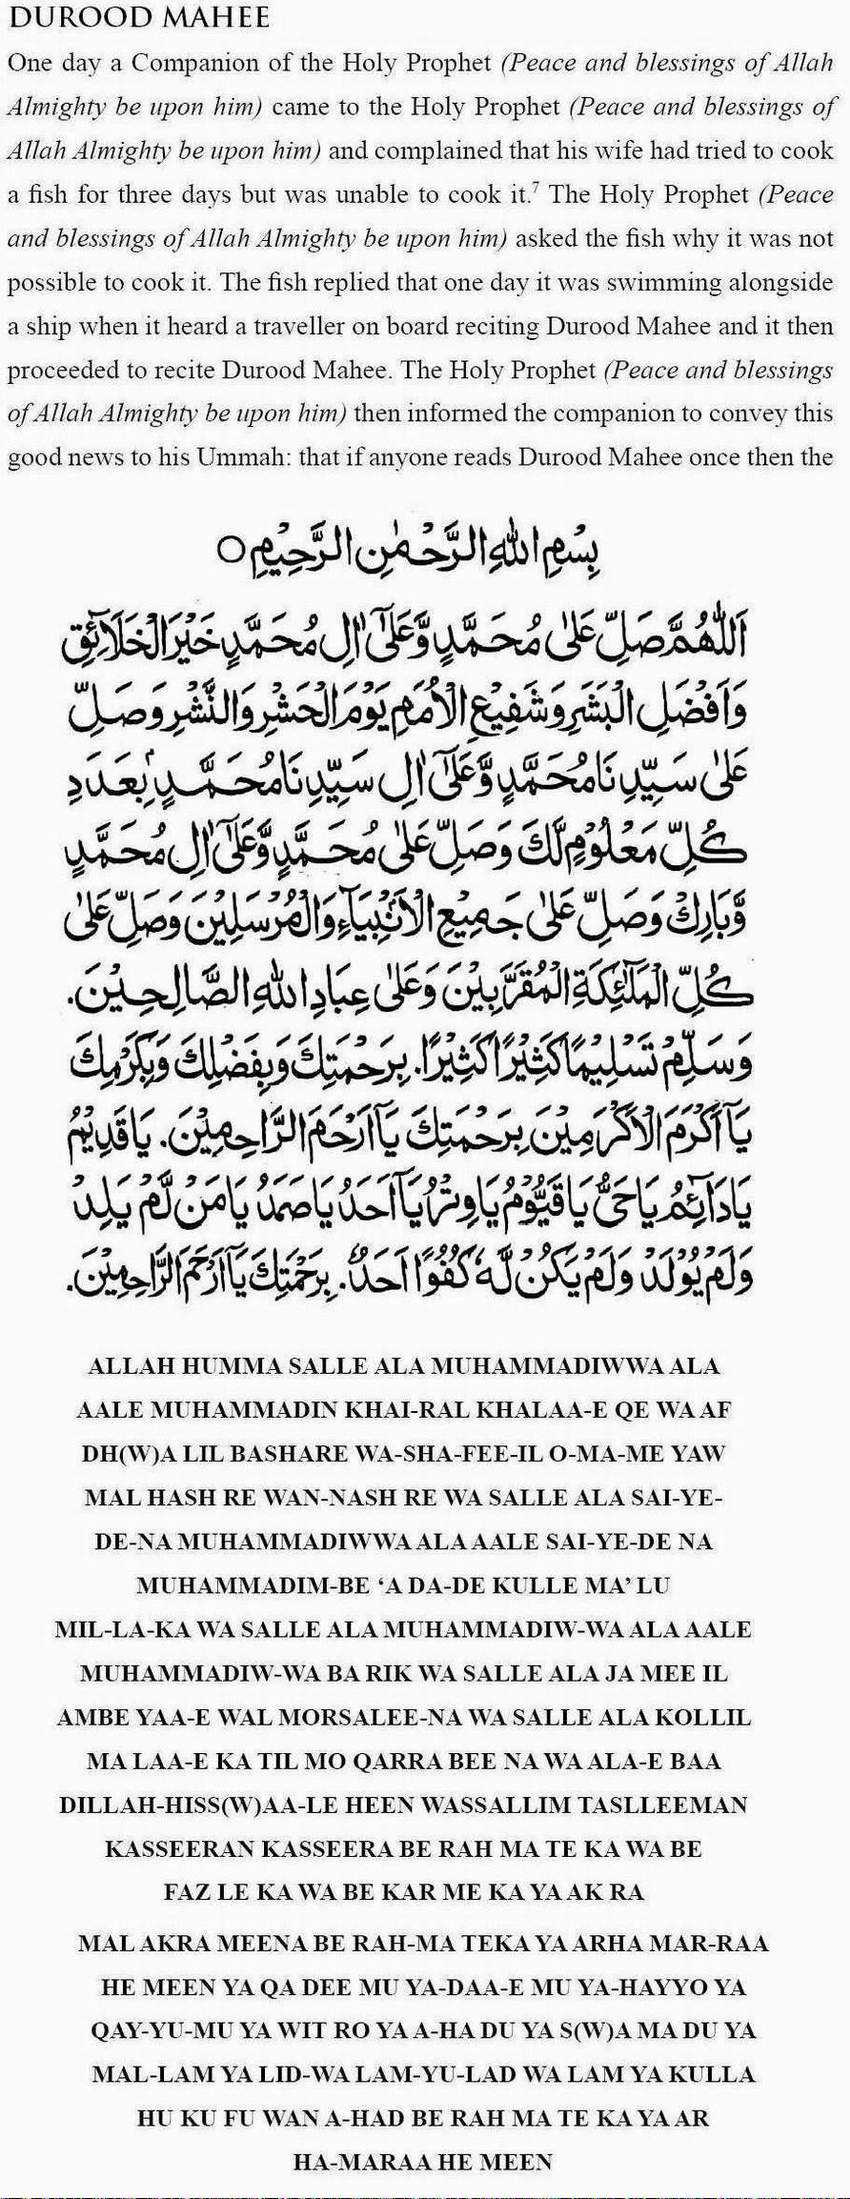 DUROOD MAHEE
One day a Companion of the Holy Prophet (Peace and blessings of Allah
Almighty be upon him) came to the Holy Prophet (Peace and blessings of
Allah Almighty be upon him) and complained that his wife had tried to cook
a fish for three days but was unable to cook it.7 The Holy Prophet (Peace
and blessings of Allah Almighty be upon him) asked the fish why it was not
possible to cook it. The fish replied that one day it was swimming alongside
a ship when it heard a traveller on board reciting Durood Mahee and it then
proceeded to recite Durood Mahee. The Holy Prophet (Peace and blessings
of Allah Almighty be upon him) then informed the companion to convey this
good news to his Ummah: that if anyone reads Durood Mahee once then the
بِسْمِ اللهِ الرَّحْمٰنِ الرَّحِيْمِ○
اَللّٰهُمَّ صَلِّ عَلٰى مُحَمَّدٍ وَّعَلٰٓى اٰلِ مُحَمَّدٍ خَيْرَ الْخَلَآئِقِ
وَاَفْضَلِ الْبَشَرِ وَشَفِيْعِ الْاُمَمِ يَوْمَ الْحَشْرِ وَالنَّشْرِ وَصَلِّ
عَلٰى سَيِّدِنَا مُحَمَّدٍ وَّعَلٰٓى اٰلِ سَيِّدِنَا مُحَمَّدٍ بِعَدَدِ
كُلِّ مَعْلُوْمٍ لَّكَ وَصَلِّ عَلٰى مُحَمَّدٍ وَّعَلٰٓى اٰلِ مُحَمَّدٍ
وَّبَارِكْ وَصَلِّ عَلٰى جَمِيْعِ الْاَنْبِيَآءِ وَالْمُرْسَلِيْنَ وَصَلِّ عَلٰى
كُلِّ الْمَلٰٓئِكَةِ الْمُقَرَّبِيْنَ وَعَلٰى عِبَادِ اللهِ الصَّالِحِيْنَ.
وَسَلِّمْ تَسْلِيْمًا كَثِيْرًا كَثِيْرًا. بِرَحْمَتِكَ وَبِفَضْلِكَ وَبِكَرَمِكَ
يَآ اَكْرَمَ الْاَكْرَمِيْنَ بِرَحْمَتِكَ يَآ اَرْحَمَ الرَّاحِمِيْنَ. يَا قَدِيْمُ
يَا دَآئِمُ يَا حَيُّ يَا قَيُّوْمُ يَا وِتْرُ يَآ اَحَدُ يَا صَمَدُ يَا مَنْ لَّمْ يَلِدْ
وَلَمْ يُوْلَدْ وَلَمْ يَكُنْ لَّهٗ كُفُوًا اَحَدٌ. بِرَحْمَتِكَ يَآ اَرْحَمَ الرَّاحِمِيْنَ.
ALLAH HUMMA SALLE ALA MUHAMMADIWWA ALA
AALE MUHAMMADIN KHAI-RAL KHALAA-E QE WA AF
DH(W)A LIL BASHARE WA-SHA-FEE-IL O-MA-ME YAW
MAL HASH RE WAN-NASH RE WA SALLE ALA SAI-YE-
DE-NA MUHAMMADIWWA ALA AALE SAI-YE-DE NA
MUHAMMADIM-BE ‘A DA-DE KULLE MA’ LU
MIL-LA-KA WA SALLE ALA MUHAMMADIW-WA ALA AALE
MUHAMMADIW-WA BA RIK WA SALLE ALA JA MEE IL
AMBE YAA-E WAL MORSALEE-NA WA SALLE ALA KOLLIL
MA LAA-E KA TIL MO QARRA BEE NA WA ALA-E BAA
DILLAH-HISS(W)AA-LE HEEN WASSALLIM TASLLEEMAN
KASSEERAN KASSEERA BE RAH MA TE KA WA BE
FAZ LE KA WA BE KAR ME KA YA AK RA
MAL AKRA MEENA BE RAH-MA TEKA YA ARHA MAR-RAA
HE MEEN YA QA DEE MU YA-DAA-E MU YA-HAYYO YA
QAY-YU-MU YA WIT RO YA A-HA DU YA S(W)A MA DU YA
MAL-LAM YA LID-WA LAM-YU-LAD WA LAM YA KULLA
HU KU FU WAN A-HAD BE RAH MA TE KA YA AR
HA-MARAA HE MEEN